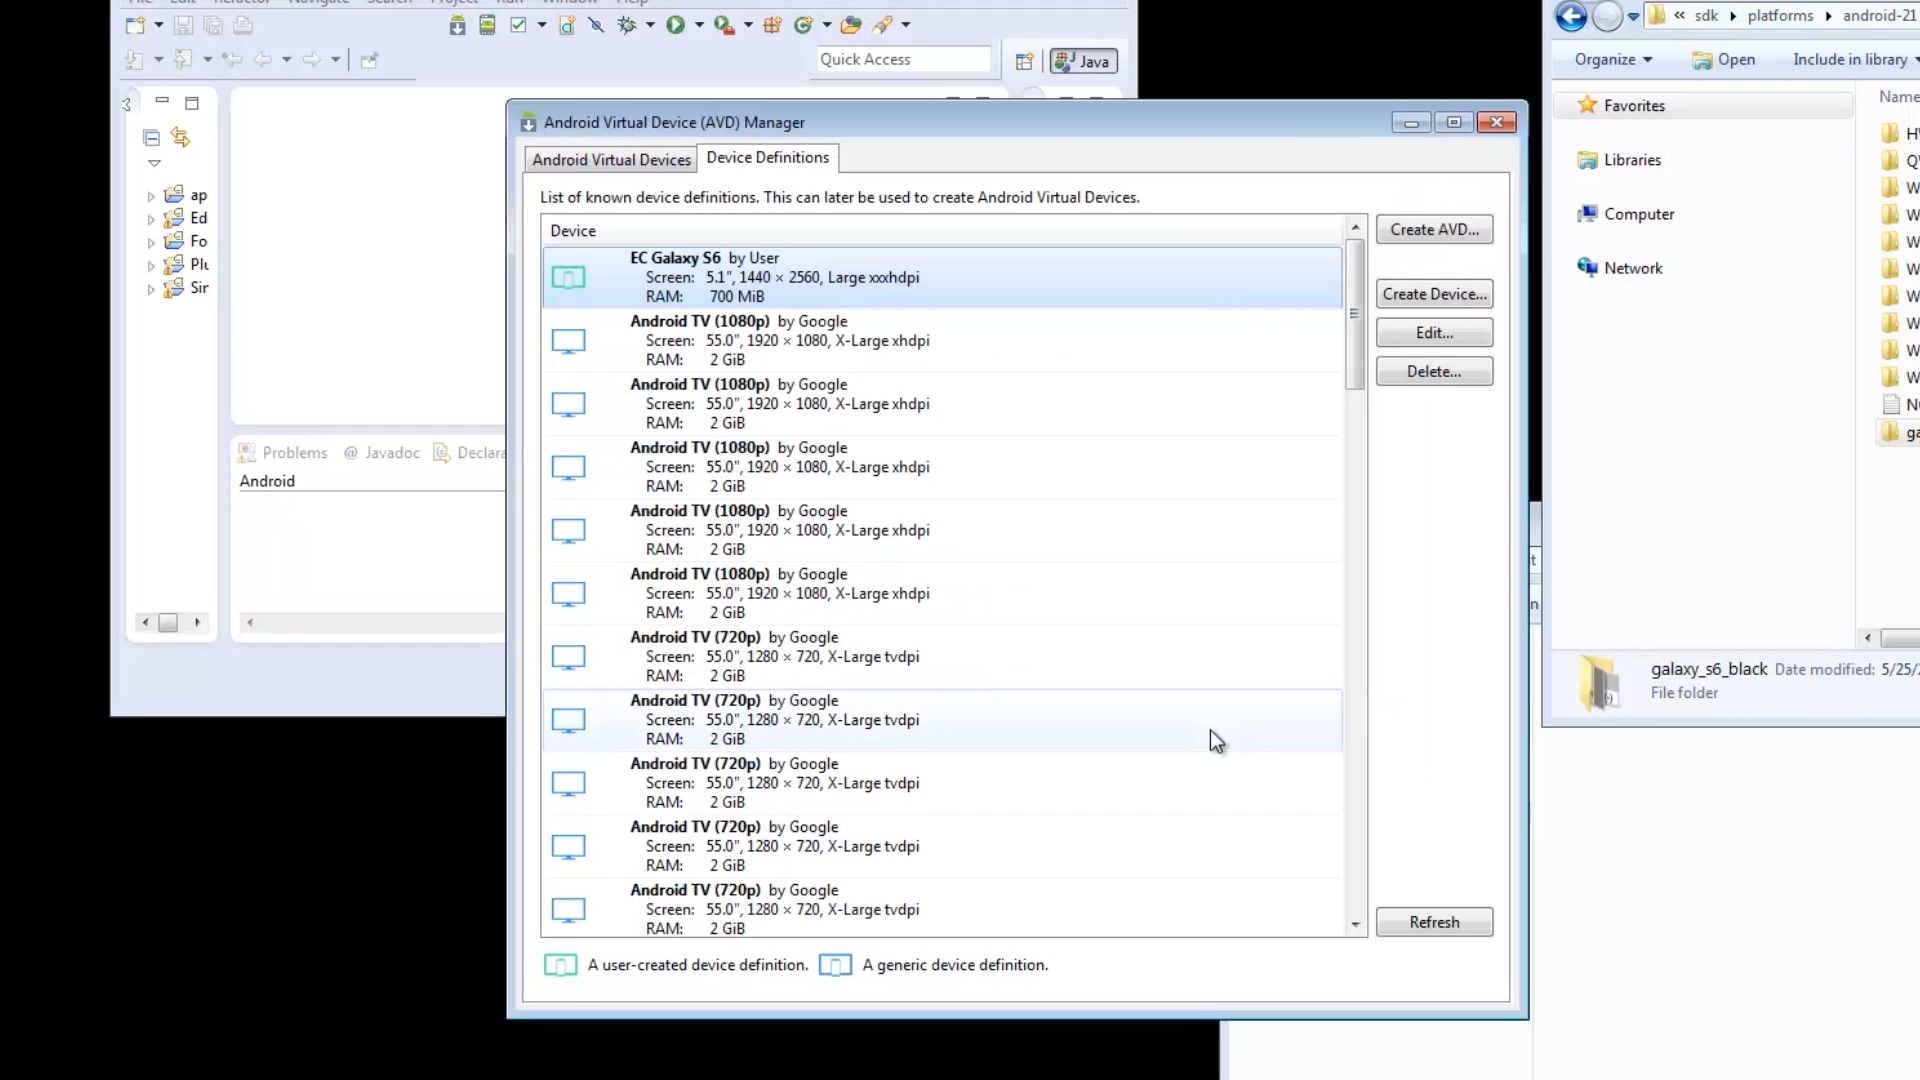 File Edit Refactor Navigate Search Project Run Window Help
Quick Access
Java
ap
Ed
Fo
Plu
Sir
Problems @ Javadoc Declara
Android
Android Virtual Device (AVD) Manager
Android Virtual Devices
Device Definitions
List of known device definitions. This can later be used to create Android Virtual Devices.
Device
EC Galaxy S6 by User
Screen: 5.1", 1440 × 2560, Large xxxhdpi
RAM: 700 MiB
Android TV (1080p) by Google
Screen: 55.0", 1920 × 1080, X-Large xhdpi
RAM: 2 GiB
Android TV (1080p) by Google
Screen: 55.0", 1920 × 1080, X-Large xhdpi
RAM: 2 GiB
Android TV (1080p) by Google
Screen: 55.0", 1920 × 1080, X-Large xhdpi
RAM: 2 GiB
Android TV (1080p) by Google
Screen: 55.0", 1920 × 1080, X-Large xhdpi
RAM: 2 GiB
Android TV (1080p) by Google
Screen: 55.0", 1920 × 1080, X-Large xhdpi
RAM: 2 GiB
Android TV (720p) by Google
Screen: 55.0", 1280 × 720, X-Large tvdpi
RAM: 2 GiB
Android TV (720p) by Google
Screen: 55.0", 1280 × 720, X-Large tvdpi
RAM: 2 GiB
Android TV (720p) by Google
Screen: 55.0", 1280 × 720, X-Large tvdpi
RAM: 2 GiB
Android TV (720p) by Google
Screen: 55.0", 1280 × 720, X-Large tvdpi
RAM: 2 GiB
Android TV (720p) by Google
Screen: 55.0", 1280 × 720, X-Large tvdpi
RAM: 2 GiB
Create AVD...
Create Device...
Edit...
Delete...
Refresh
A user-created device definition.
A generic device definition.
« sdk ▸ platforms ▸ android-21
Organize
Open
Include in library
Favorites
Libraries
Computer
Network
Name
galaxy_s6_black Date modified: 5/25/2
File folder